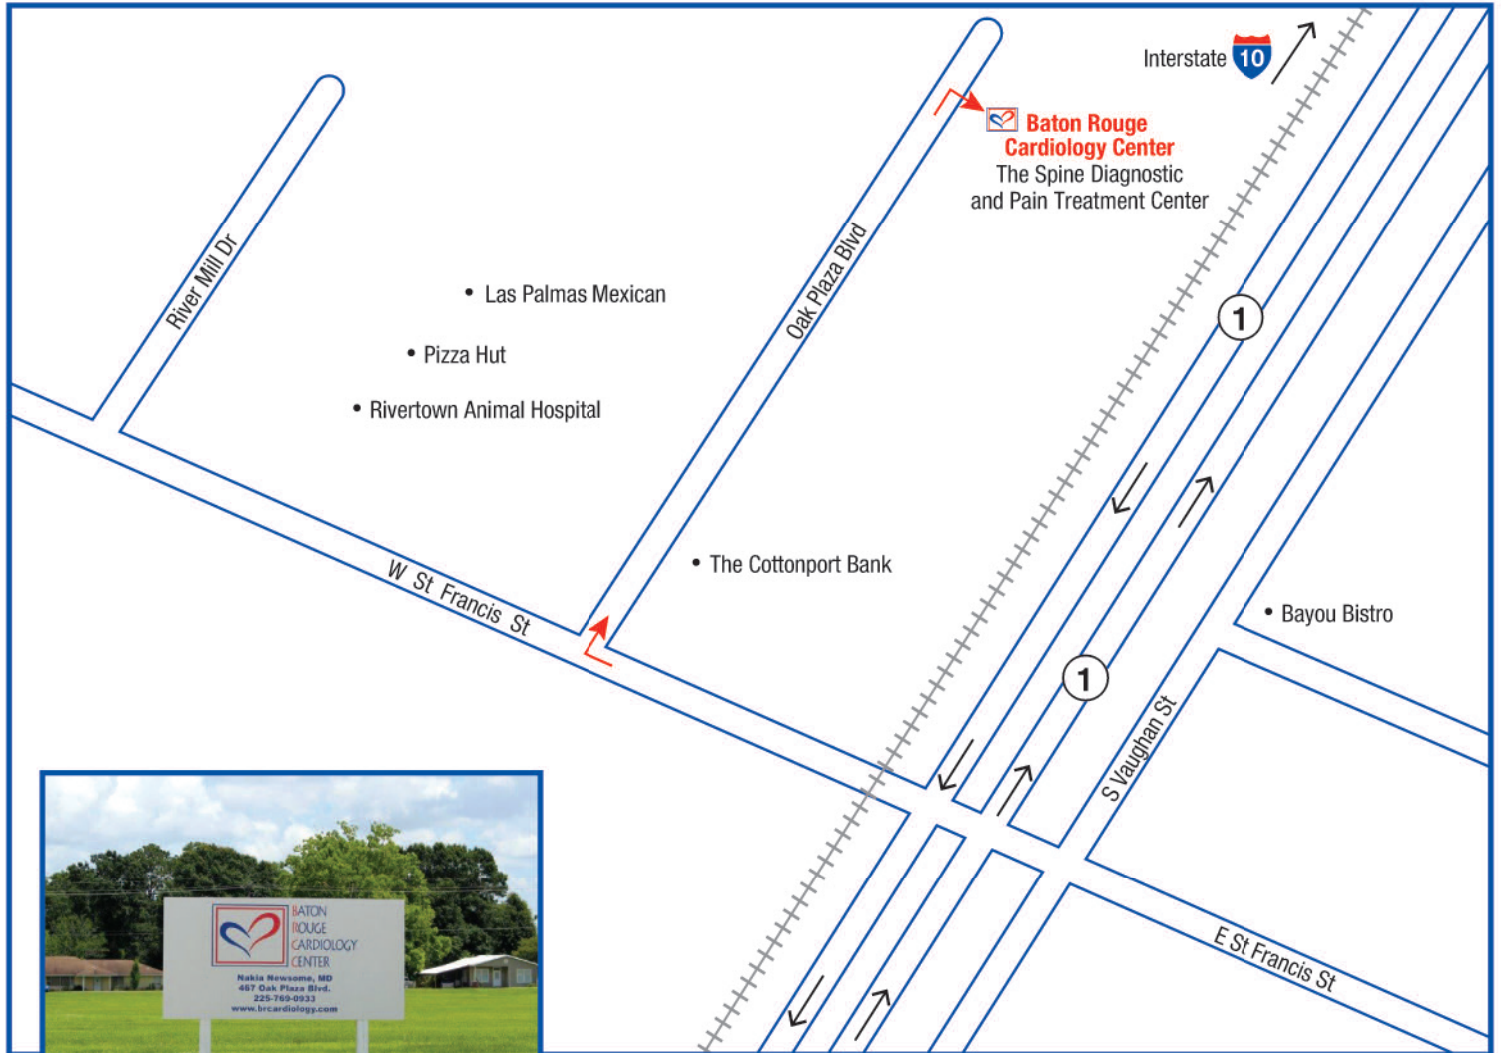 Interstate 10
Baton Rouge
Cardiology Center
The Spine Diagnostic
and Pain Treatment Center
River Mill Dr
Oak Plaza Blvd
Las Palmas Mexican
1
Pizza Hut
Rivertown Animal Hospital
The Cottonport Bank
W St Francis St
Bayou Bistro
1
S Vaughan St
E St Francis St
BATON
ROUGE
CARDIOLOGY
CENTER
Nakia Newsome, MD
467 Oak Plaza Blvd.
225-769-0933
www.brcardiology.com